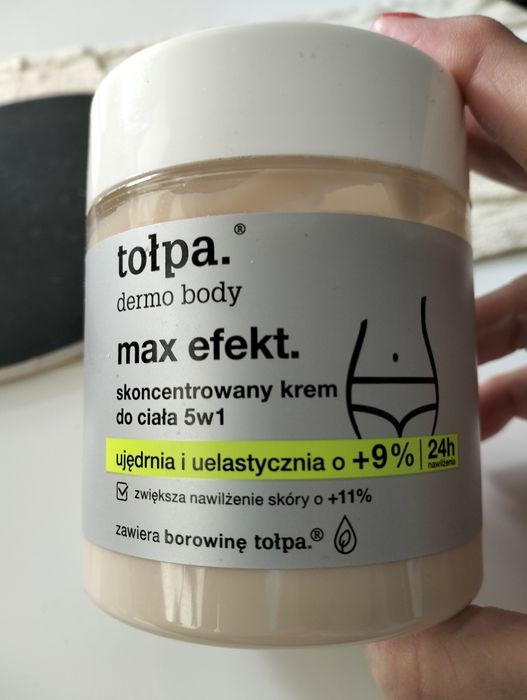 tołpa.®
dermo body
max efekt.
skoncentrowany krem
do ciała 5w1
ujędrnia i uelastycznia o +9% | 24h nawilżenia
zwiększa nawilżenie skóry o +11%
zawiera borowinę tołpa.®